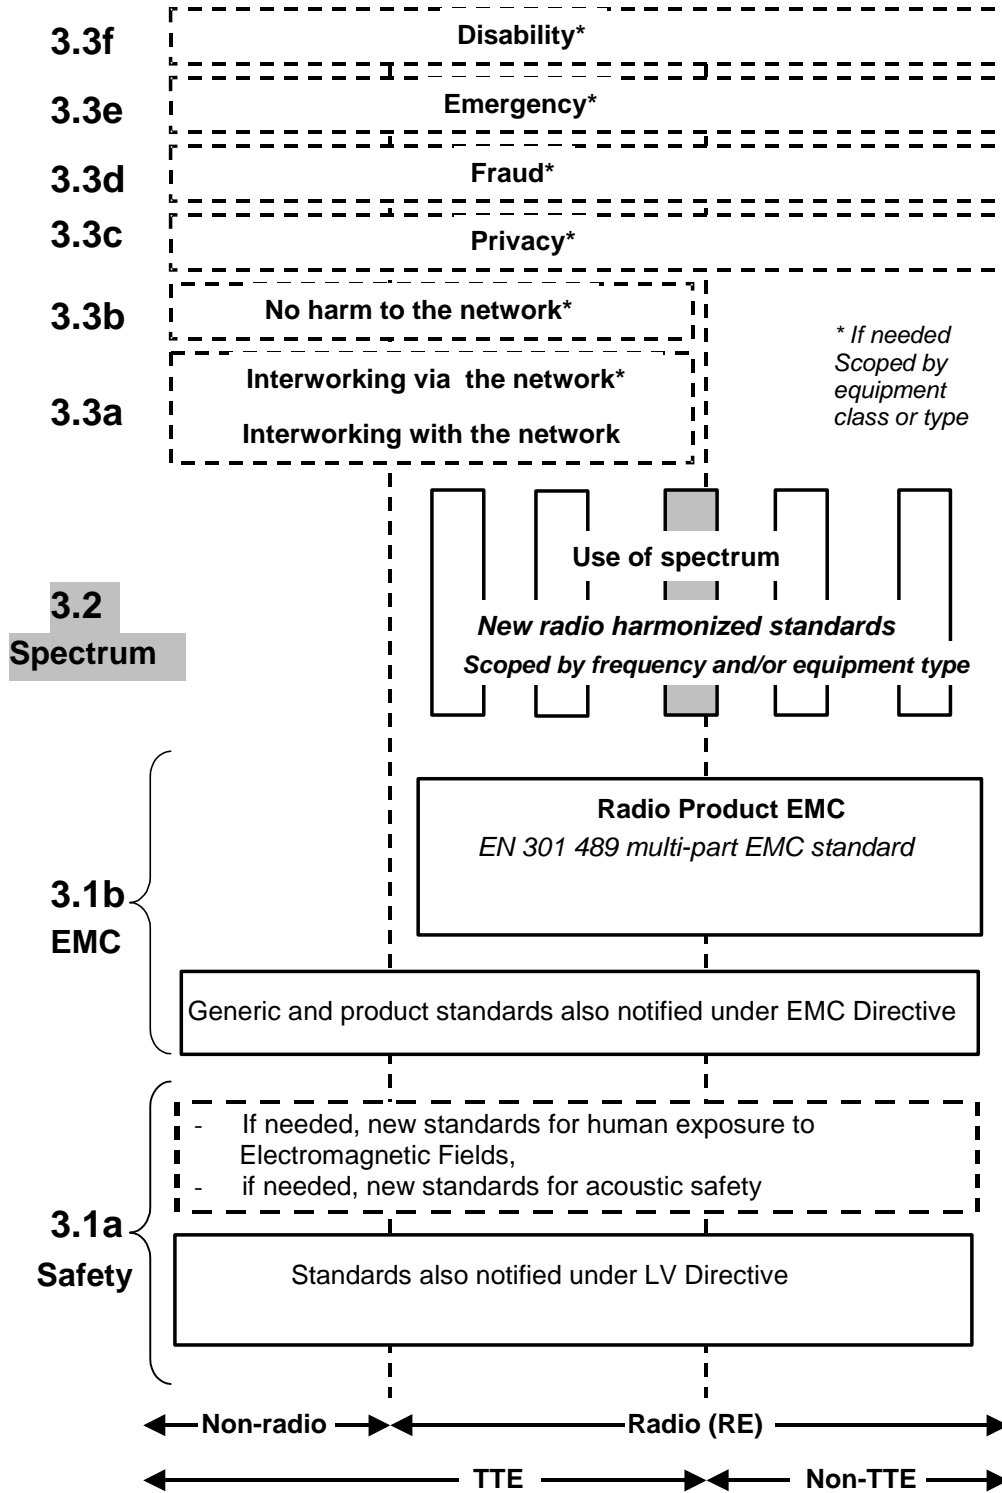 3.3f
Disability*
3.3e
Emergency*
3.3d
Fraud*
3.3c
Privacy*
3.3b
No harm to the network*
* If needed
Scoped by
equipment
class or type
3.3a
Interworking via the network*
Interworking with the network
Use of spectrum
3.2
Spectrum
New radio harmonized standards
Scoped by frequency and/or equipment type
Radio Product EMC
EN 301 489 multi-part EMC standard
3.1b
EMC
Generic and product standards also notified under EMC Directive
- If needed, new standards for human exposure to
Electromagnetic Fields,
- if needed, new standards for acoustic safety
3.1a
Safety
Standards also notified under LV Directive
Non-radio
Radio (RE)
TTE
Non-TTE